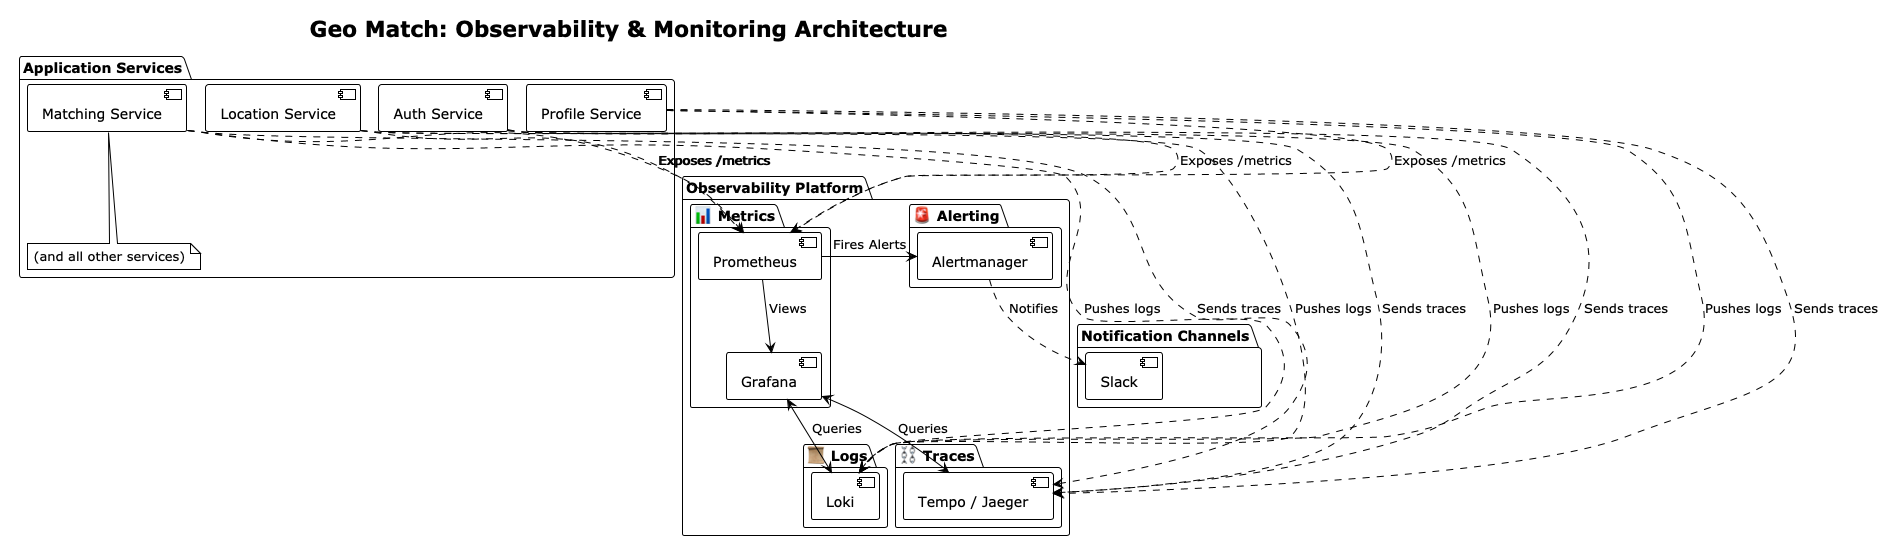 Geo Match: Observability & Monitoring Architecture
Application Services
Matching Service
Location Service
Auth Service
Profile Service
(and all other services)
Exposes /metrics
Exposes /metrics
Exposes /metrics
Observability Platform
Metrics
Alerting
Prometheus
Fires Alerts
Alertmanager
Views
Notifies
Pushes logs
Sends traces
Pushes logs
Sends traces
Pushes logs
Sends traces
Pushes logs
Sends traces
Notification Channels
Slack
Grafana
Queries
Queries
Logs
Traces
Loki
Tempo / Jaeger